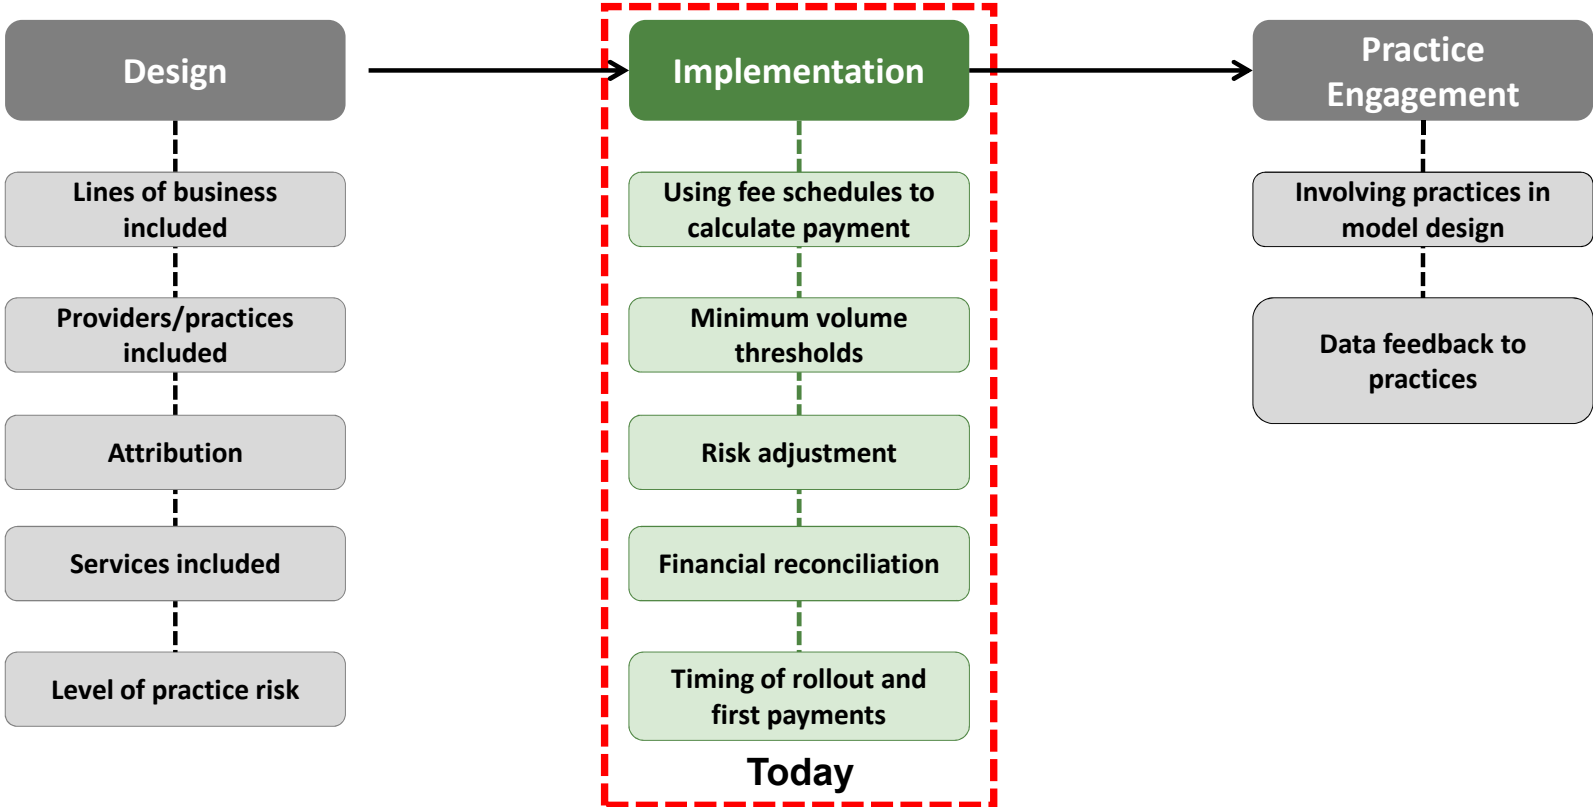 Design
Lines of business
included
Providers/practices
included
Attribution
Services included
Level of practice risk
Implementation
Using fee schedules to
calculate payment
Minimum volume
thresholds
Risk adjustment
Financial reconciliation
Timing of rollout and
first payments
Today
Practice
Engagement
Involving practices in
model design
Data feedback to
practices